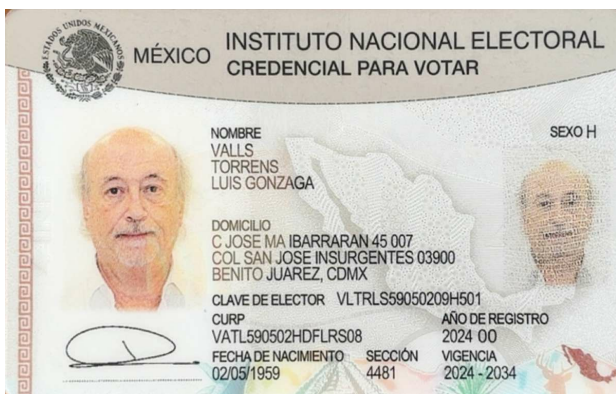 ESTADOS UNIDOS MEXICANOS
MÉXICO INSTITUTO NACIONAL ELECTORAL
CREDENCIAL PARA VOTAR
NOMBRE SEXO H
VALLS
TORRENS
LUIS GONZAGA
DOMICILIO
C JOSE MA IBARRARAN 45 007
COL SAN JOSE INSURGENTES 03900
BENITO JUAREZ, CDMX
CLAVE DE ELECTOR VLTRLS59050209H501
CURP AÑO DE REGISTRO
VATL590502HDFLRS08 2024 00
FECHA DE NACIMIENTO SECCIÓN VIGENCIA
02/05/1959 4481 2024 - 2034